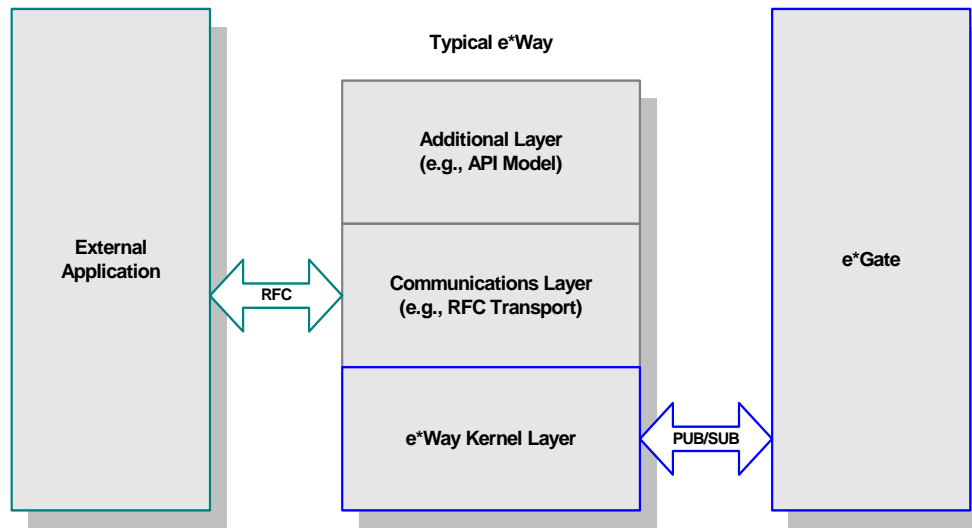 Typical e*Way
Additional Layer
(e.g., API Model)
External
Application
RFC
Communications Layer
(e.g., RFC Transport)
e*Gate
e*Way Kernel Layer
PUB/SUB